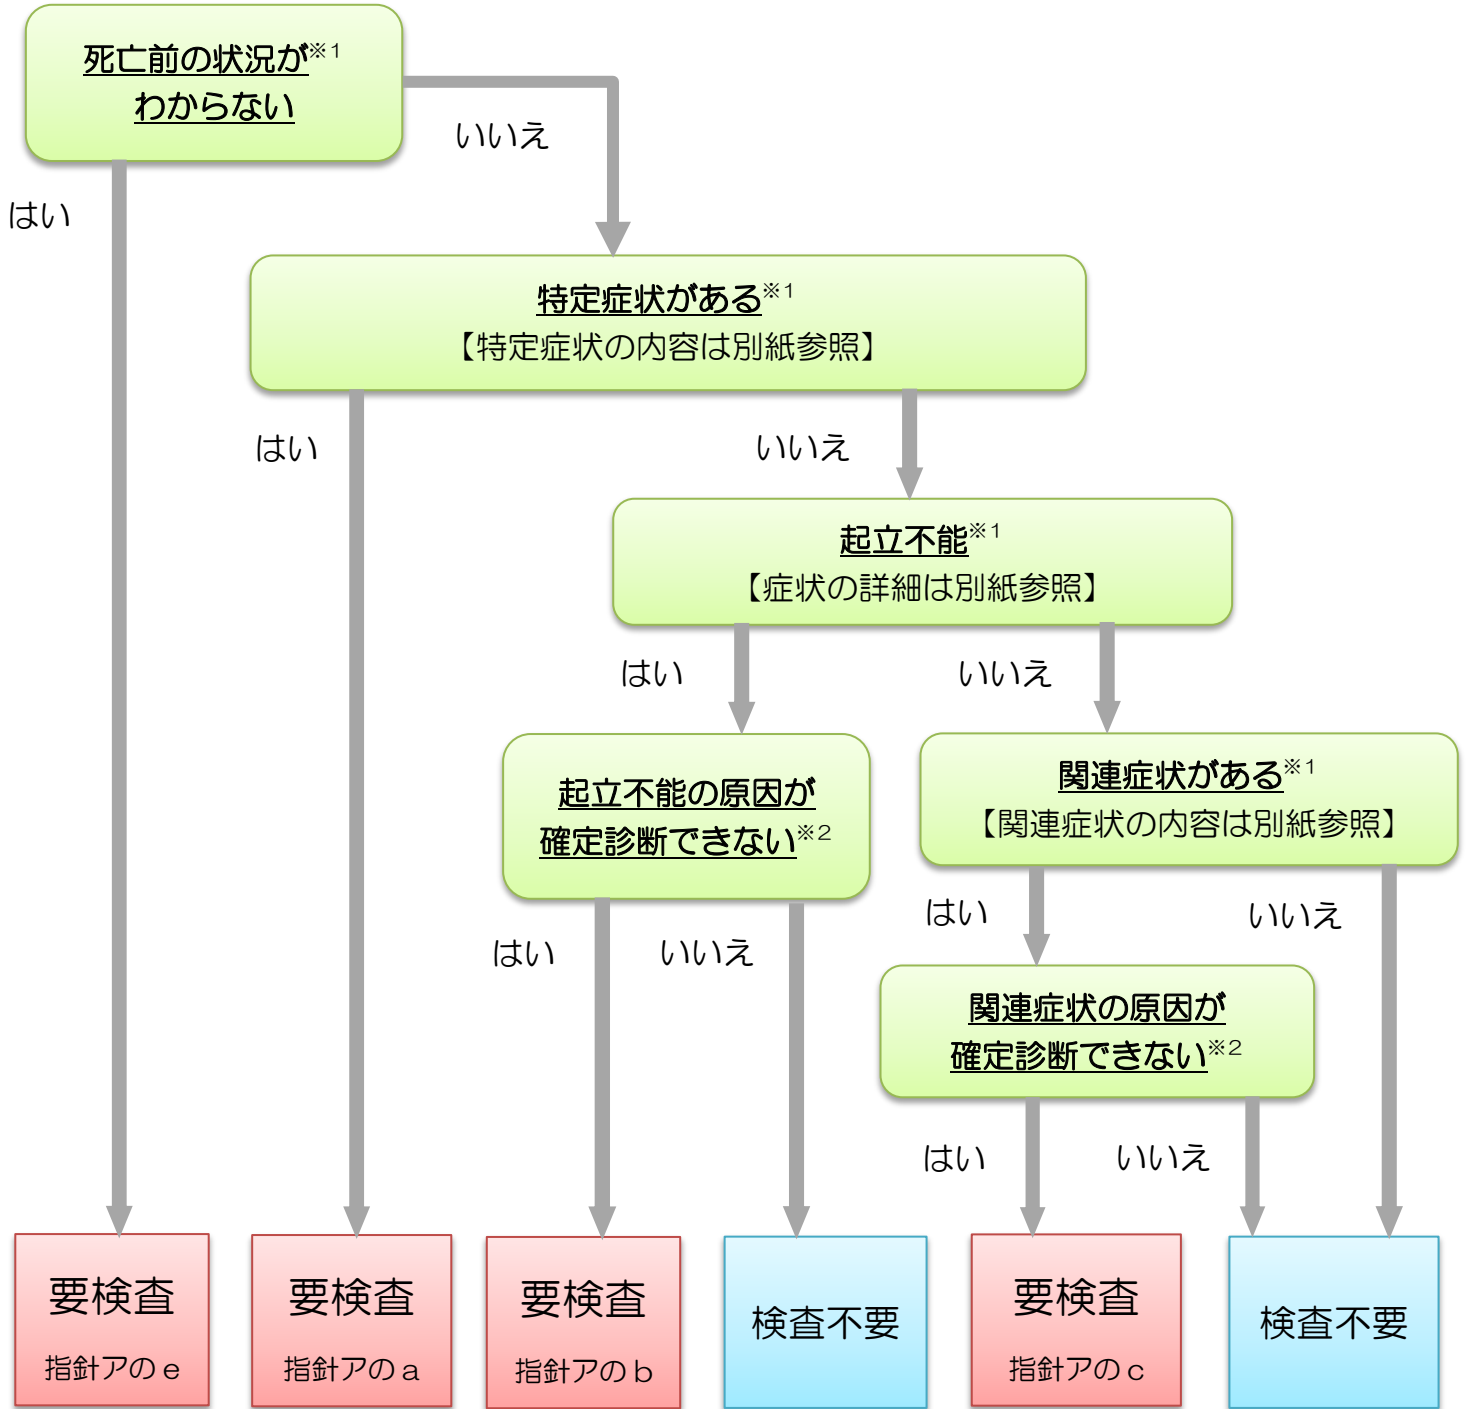 死亡前の状況が※1
わからない
いいえ
はい
特定症状がある※1
【特定症状の内容は別紙参照】
はい
いいえ
起立不能※1
【症状の詳細は別紙参照】
はい
いいえ
起立不能の原因が
確定診断できない※2
関連症状がある※1
【関連症状の内容は別紙参照】
はい
いいえ
はい
いいえ
関連症状の原因が
確定診断できない※2
はい
いいえ
要検査
指針アのe
要検査
指針アのa
要検査
指針アのb
検査不要
要検査
指針アのc
検査不要